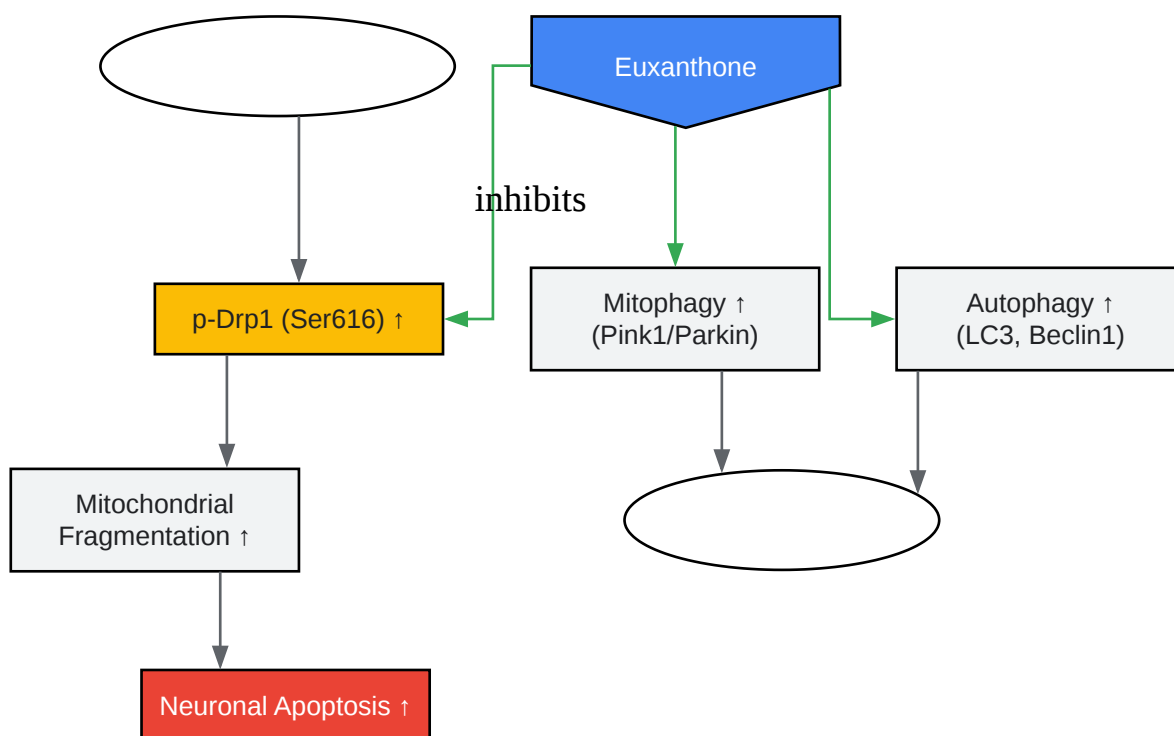 Euxanthone
inhibits
p-Drp1 (Ser616) ↑
Mitophagy ↑
(Pink1/Parkin)
Autophagy ↑
(LC3, Beclin1)
Mitochondrial
Fragmentation ↑
Neuronal Apoptosis ↑